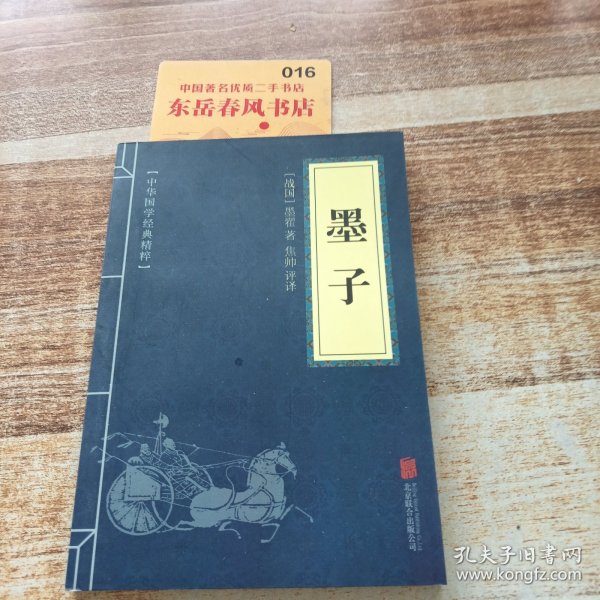 016
中国著名优质二手书店
东岳春风书店
【中华国学经典精粹】
[战国] 墨翟 著 焦帅 评译
墨子
北京联合出版公司
孔夫子旧书网
www.kongfz.com